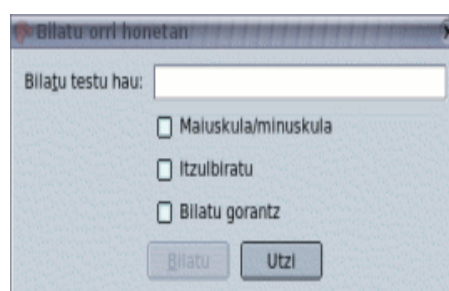 Bilatu orri honetan
Bilatu testu hau:
Maiuskula/minuskula
Itzulbiratu
Bilatu gorantz
Bilatu Utzi